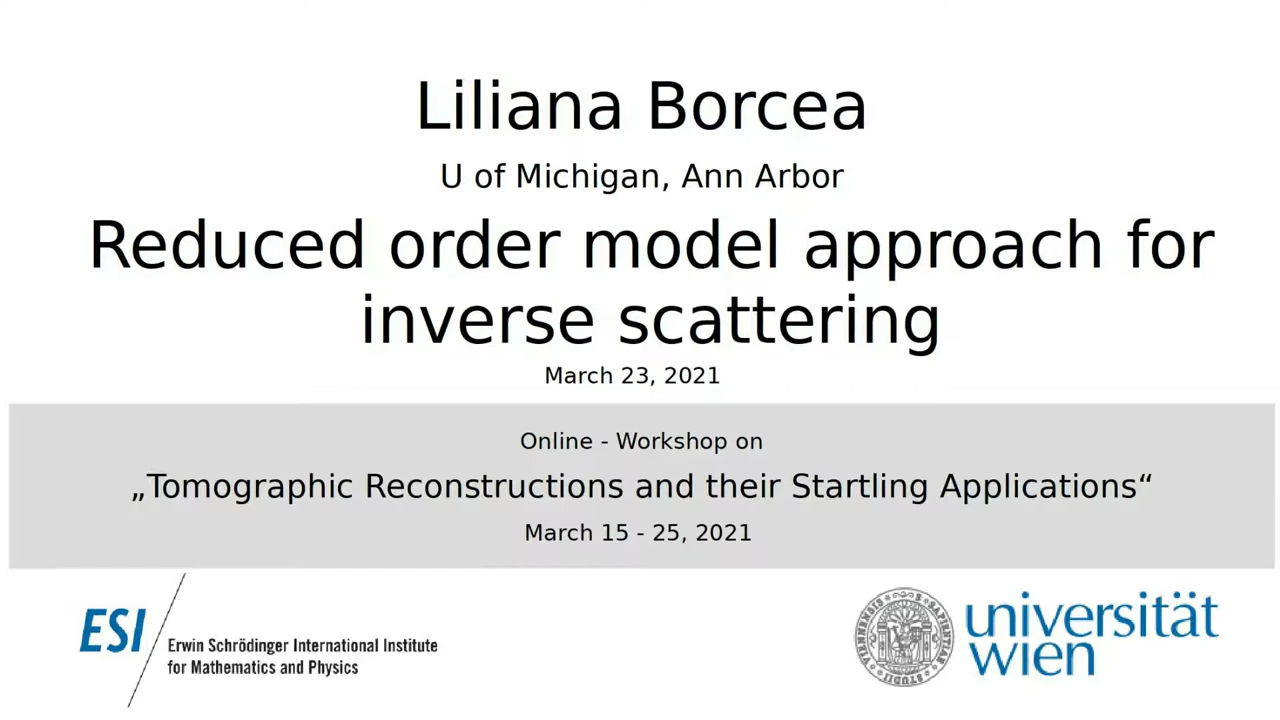 Liliana Borcea
U of Michigan, Ann Arbor
Reduced order model approach for
inverse scattering
March 23, 2021
Online - Workshop on
„Tomographic Reconstructions and their Startling Applications“
March 15 - 25, 2021
ESI
Erwin Schrödinger International Institute
for Mathematics and Physics
universität
wien